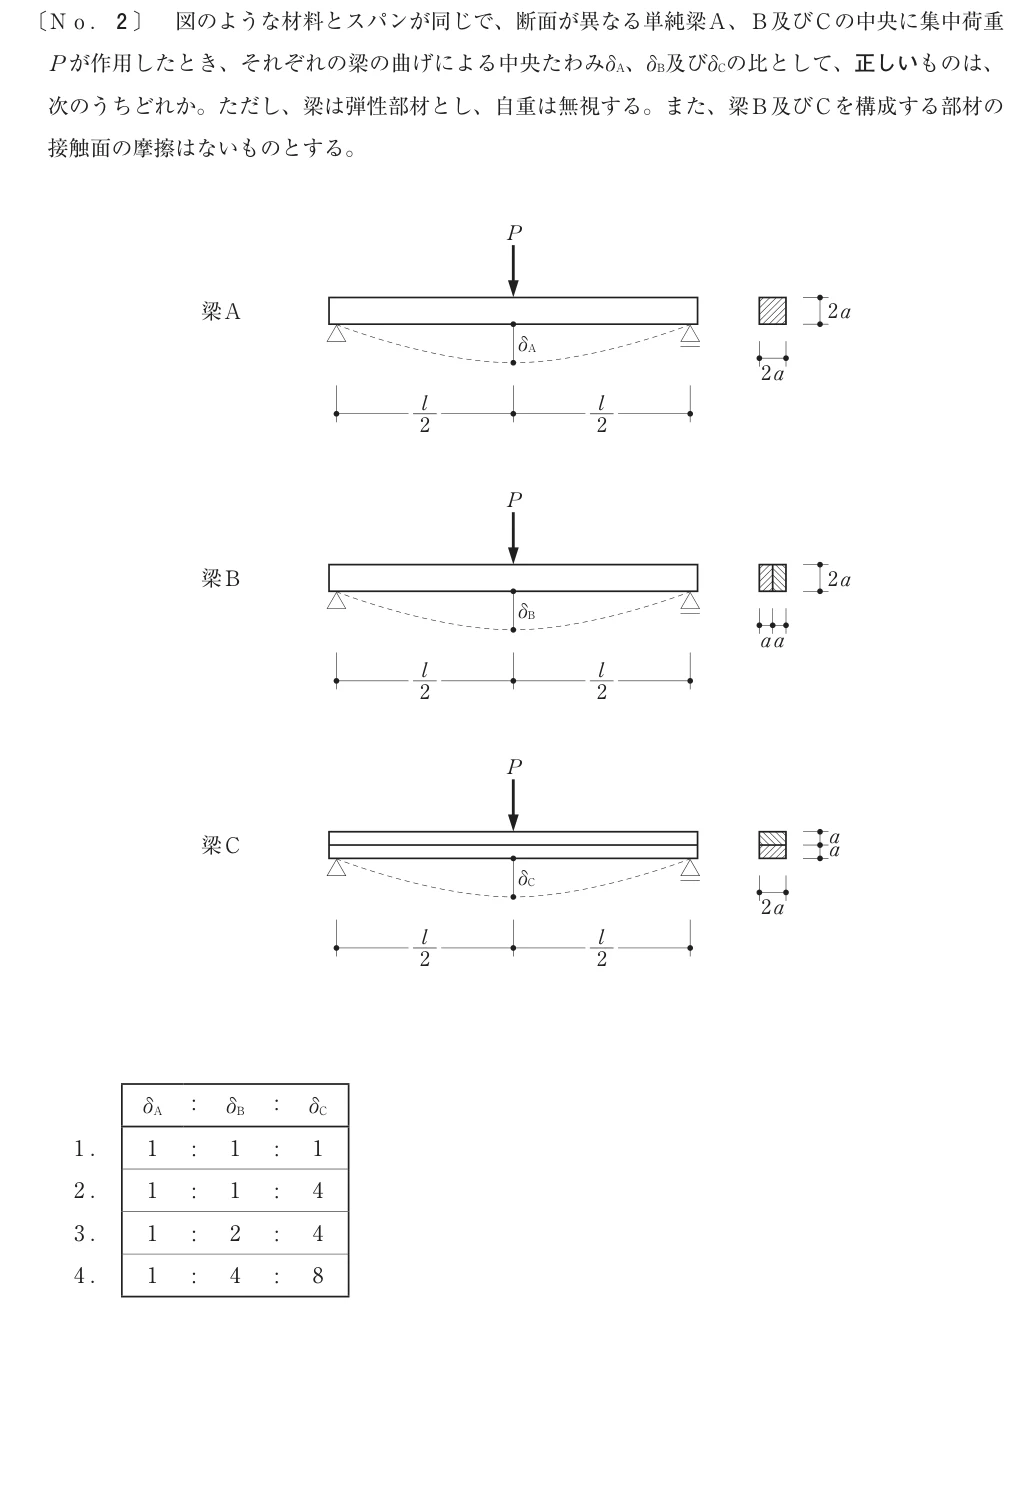 〔Ｎｏ． 2 〕　図のような材料とスパンが同じで、断面が異なる単純梁Ａ、Ｂ及びＣの中央に集中荷重
Pが作用したとき、それぞれの梁の曲げによる中央たわみδA、δB及びδCの比として、正しいものは、
次のうちどれか。ただし、梁は弾性部材とし、自重は無視する。また、梁Ｂ及びＣを構成する部材の
接触面の摩擦はないものとする。
P
梁Ａ
δA
2a
2a
l/2 l/2
P
梁Ｂ
δB
2a
a a
l/2 l/2
P
梁Ｃ
δC
a
a
2a
l/2 l/2
δA : δB : δC
1． 1 : 1 : 1
2． 1 : 1 : 4
3． 1 : 2 : 4
4． 1 : 4 : 8